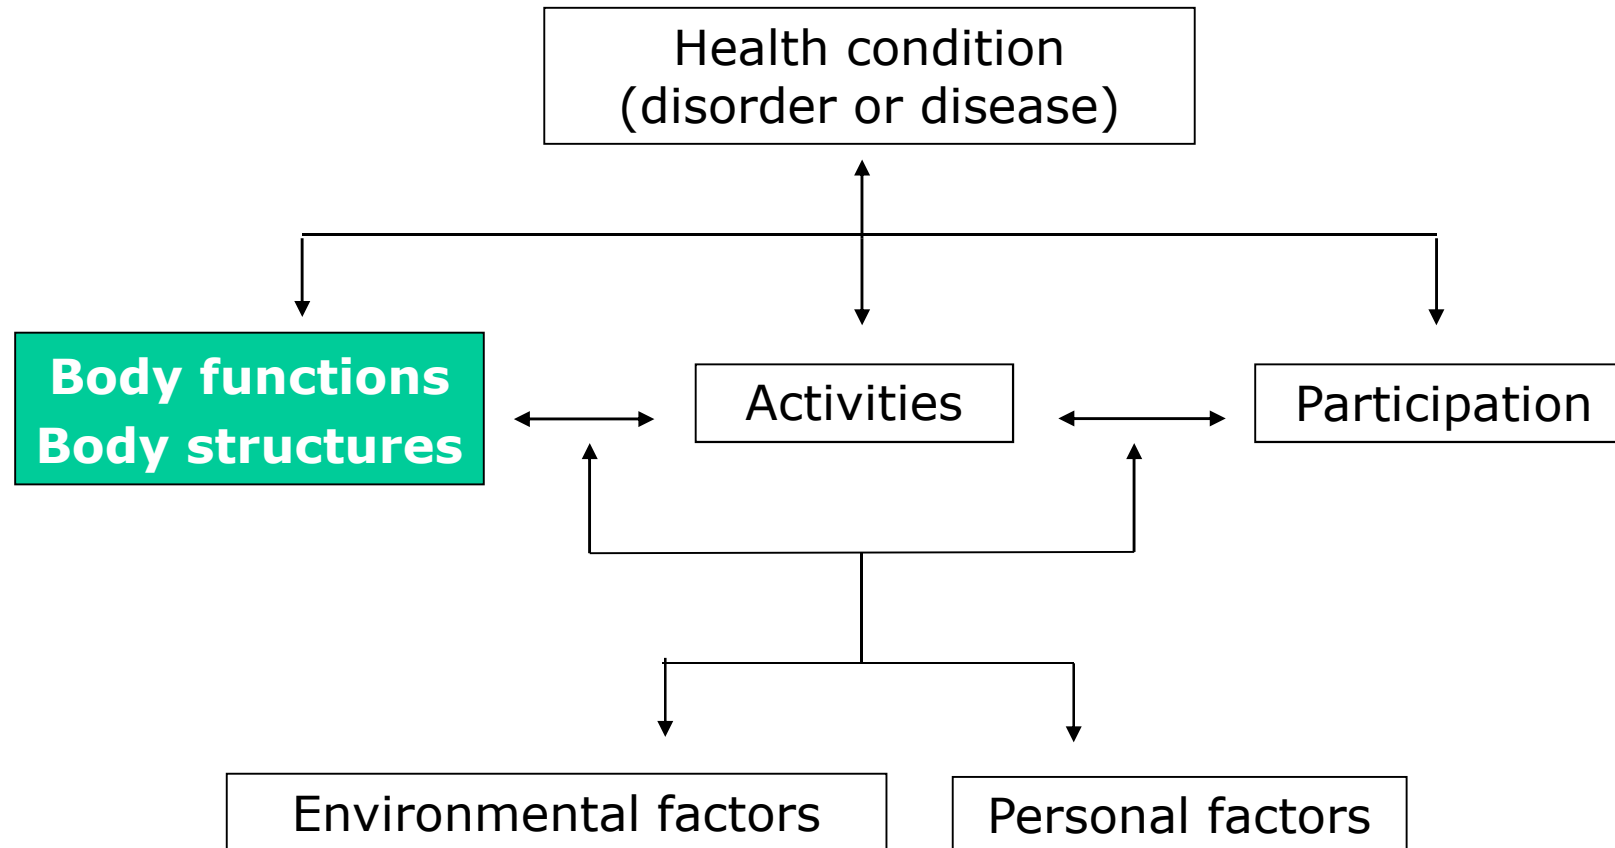 Health condition
(disorder or disease)
Body functions
Body structures
Activities
Participation
Environmental factors
Personal factors